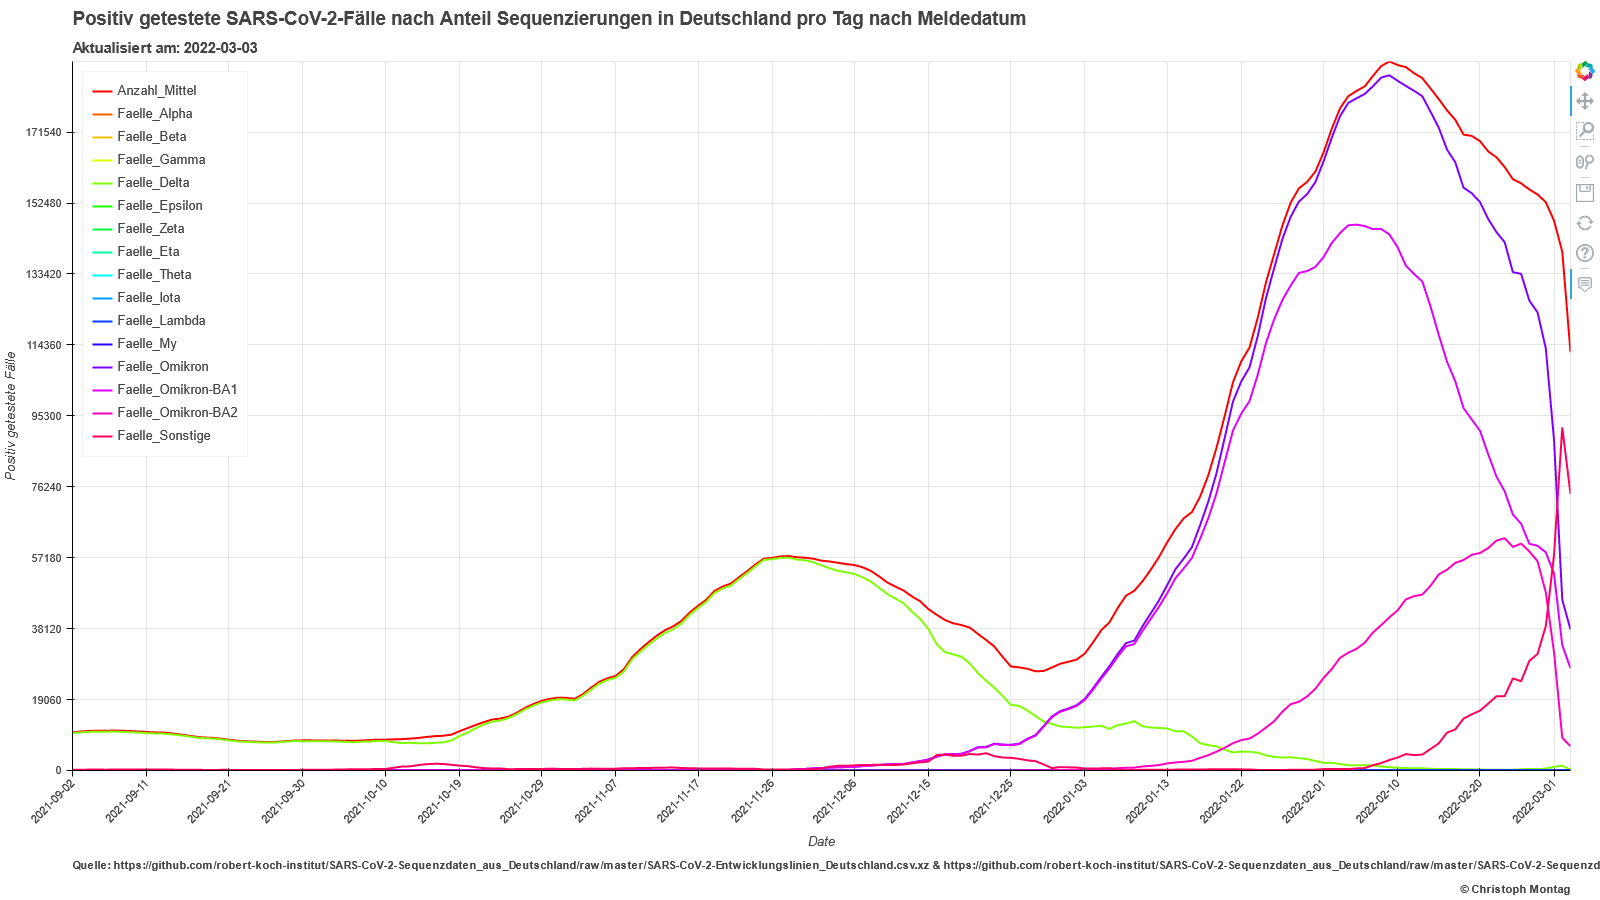 Positiv getestete SARS-CoV-2-Fälle nach Anteil Sequenzierungen in Deutschland pro Tag nach Meldedatum
Aktualisiert am: 2022-03-03
Anzahl_Mittel
Faelle_Alpha
Faelle_Beta
Faelle_Gamma
Faelle_Delta
Faelle_Epsilon
Faelle_Zeta
Faelle_Eta
Faelle_Theta
Faelle_Iota
Faelle_Lambda
Faelle_My
Faelle_Omikron
Faelle_Omikron-BA1
Faelle_Omikron-BA2
Faelle_Sonstige
Positiv getestete Fälle
171540
152480
133420
114360
95300
76240
57180
38120
19060
0
2021-09-02
2021-09-11
2021-09-21
2021-09-30
2021-10-10
2021-10-19
2021-10-29
2021-11-07
2021-11-17
2021-11-26
2021-12-06
2021-12-15
2021-12-25
2022-01-03
2022-01-13
2022-01-22
2022-02-01
2022-02-10
2022-02-20
2022-03-01
Date
Quelle: https://github.com/robert-koch-institut/SARS-CoV-2-Sequenzdaten_aus_Deutschland/raw/master/SARS-CoV-2-Entwicklungslinien_Deutschland.csv.xz & https://github.com/robert-koch-institut/SARS-CoV-2-Sequenzdaten_aus_Deutschland/raw/master/SARS-CoV-2-Sequenzd
© Christoph Montag